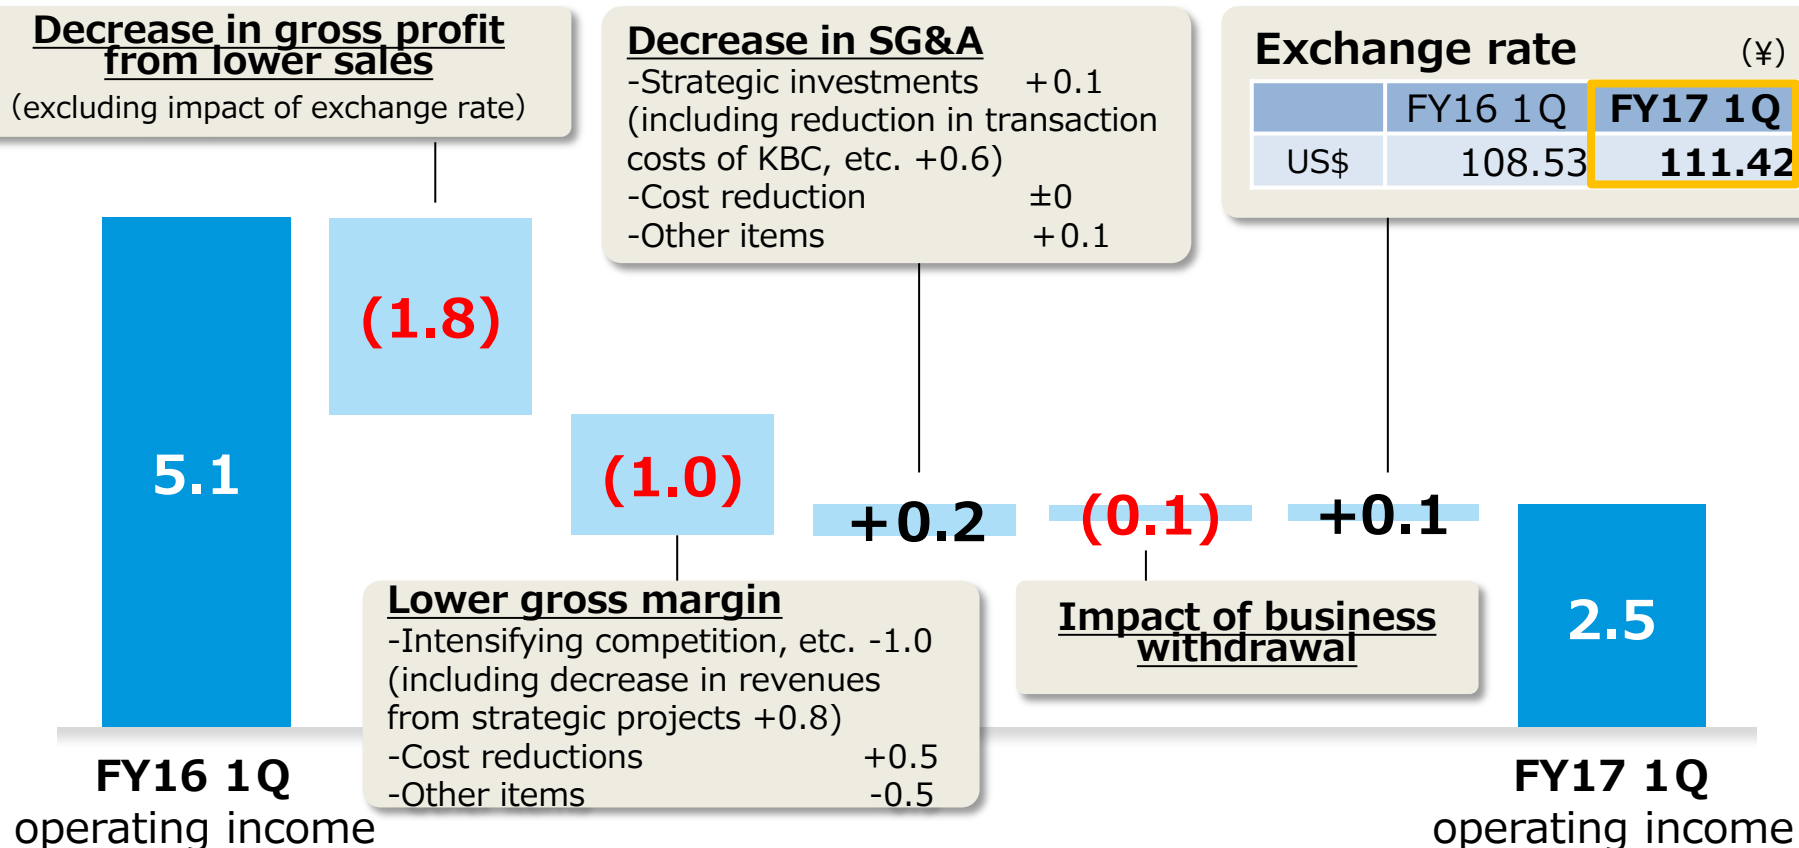 Decrease in gross profit
from lower sales
(excluding impact of exchange rate)
Decrease in SG&A
-Strategic investments +0.1
(including reduction in transaction
costs of KBC, etc. +0.6)
-Cost reduction ±0
-Other items +0.1
Exchange rate (¥)
FY16 1Q FY17 1Q
US$ 108.53 111.42
5.1
(1.8)
(1.0)
+0.2
(0.1)
+0.1
2.5
Lower gross margin
-Intensifying competition, etc. -1.0
(including decrease in revenues
from strategic projects +0.8)
-Cost reductions +0.5
-Other items -0.5
Impact of business
withdrawal
FY16 1Q
operating income
FY17 1Q
operating income